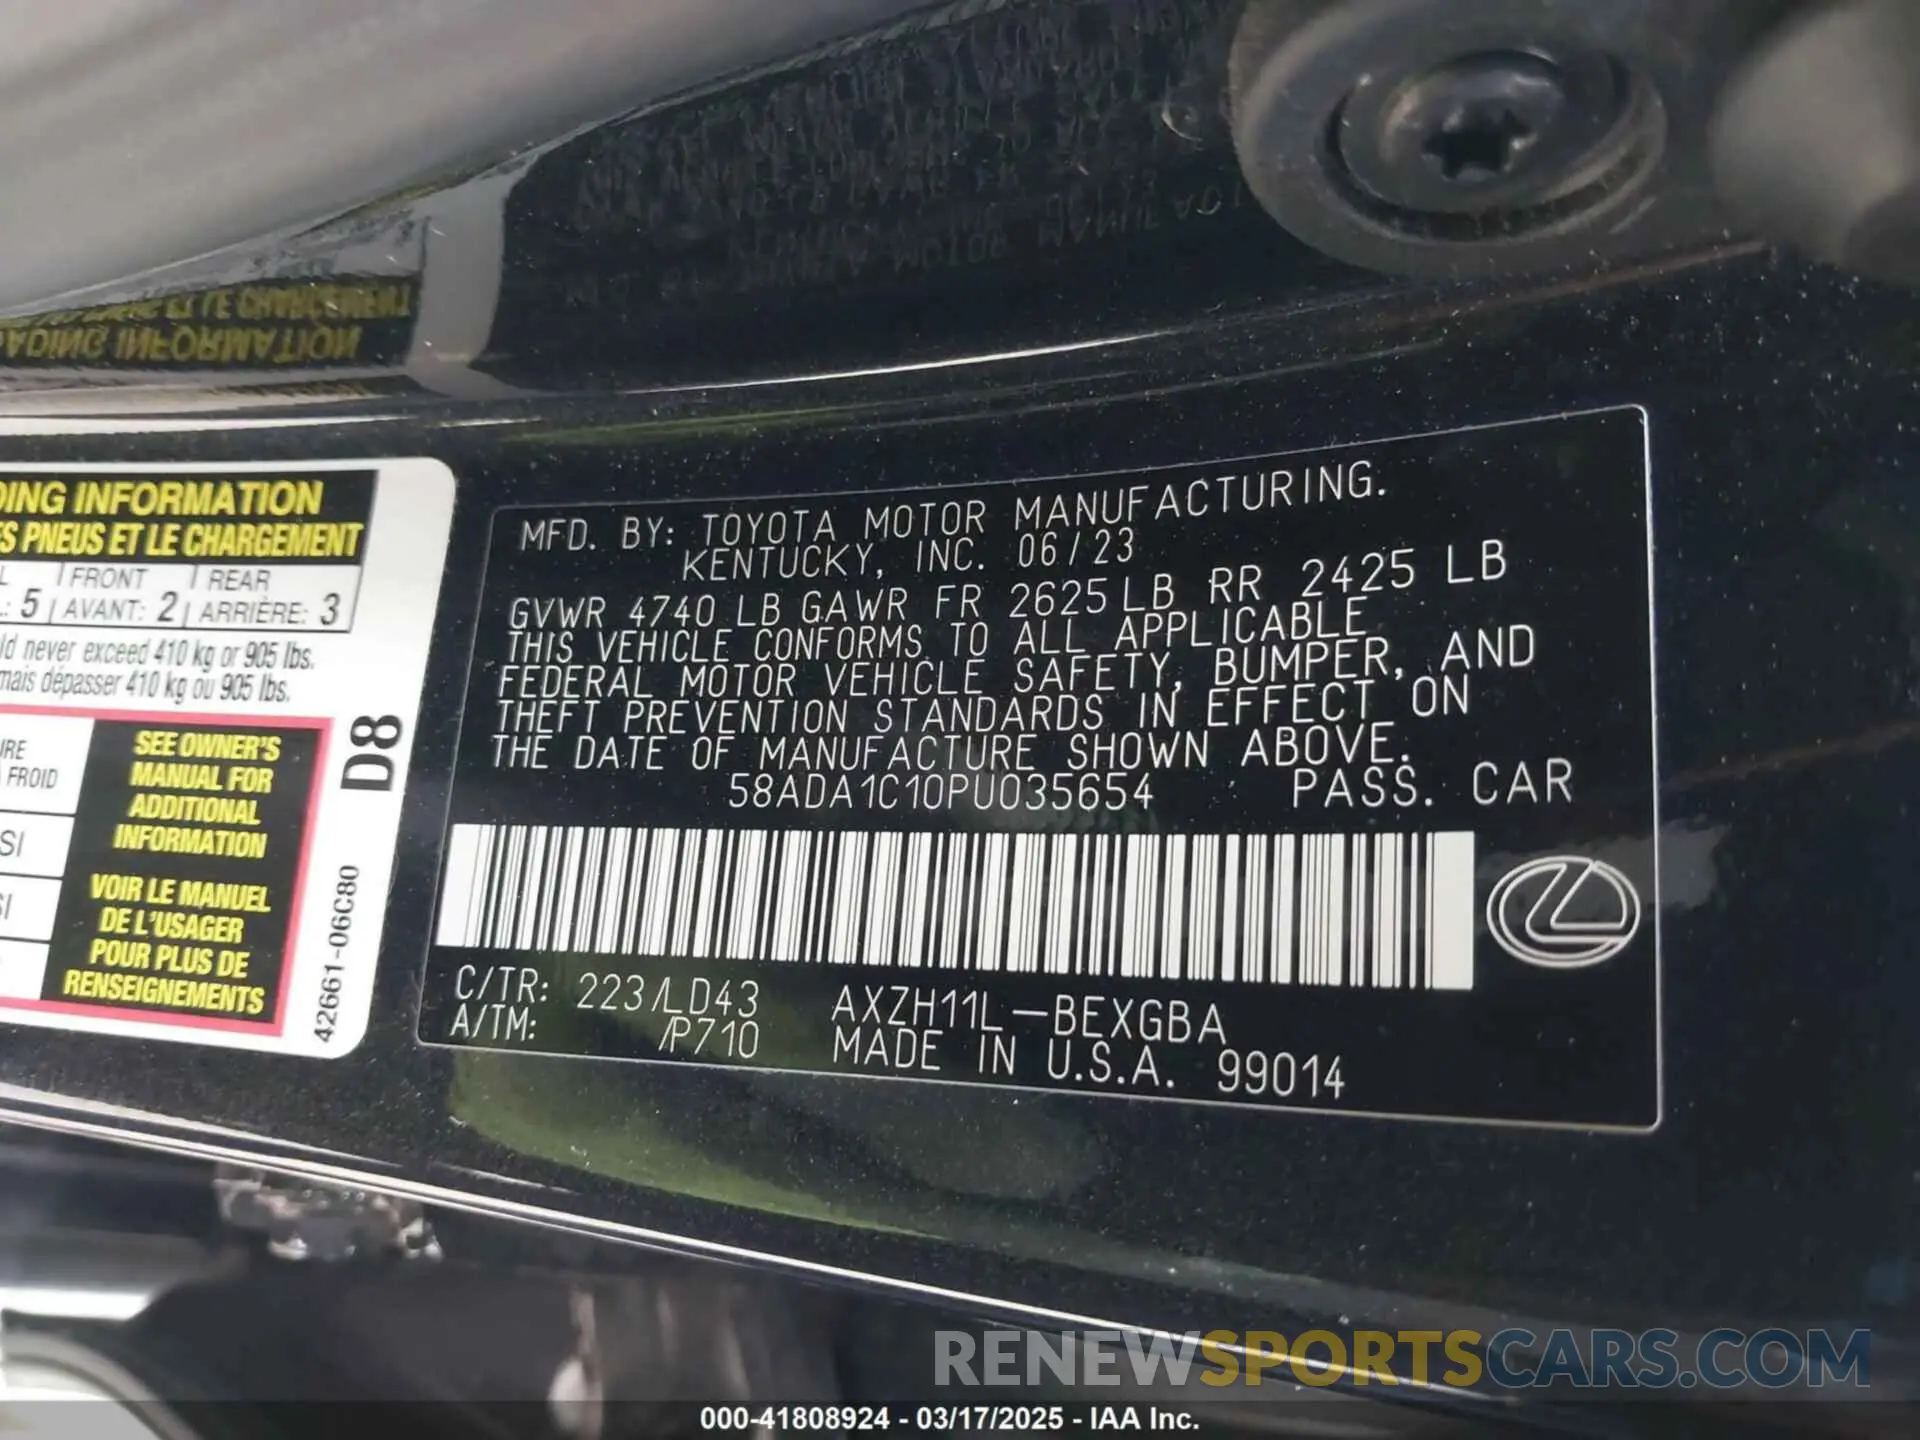 DING INFORMATION
ES PNEUS ET LE CHARGEMENT
L FRONT REAR
.: 5 AVANT: 2 ARRIÈRE: 3
ld never exceed 410 kg or 905 lbs.
mais dépasser 410 kg ou 905 lbs.
IRE
FROID
SI
SI
SEE OWNER'S
MANUAL FOR
ADDITIONAL
INFORMATION
VOIR LE MANUEL
DE L'USAGER
POUR PLUS DE
RENSEIGNEMENTS
D8
42661-06C80
MFD. BY: TOYOTA MOTOR MANUFACTURING.
KENTUCKY, INC. 06/23
GVWR 4740 LB GAWR FR 2625 LB RR 2425 LB
THIS VEHICLE CONFORMS TO ALL APPLICABLE
FEDERAL MOTOR VEHICLE SAFETY, BUMPER, AND
THEFT PREVENTION STANDARDS IN EFFECT ON
THE DATE OF MANUFACTURE SHOWN ABOVE.
58ADA1C10PU035654 PASS. CAR
C/TR: 223/LD43 AXZH11L-BEXGBA
A/TM: /P710 MADE IN U.S.A. 99014
RENEWSPORTSCARS.COM
000-41808924 - 03/17/2025 - IAA Inc.